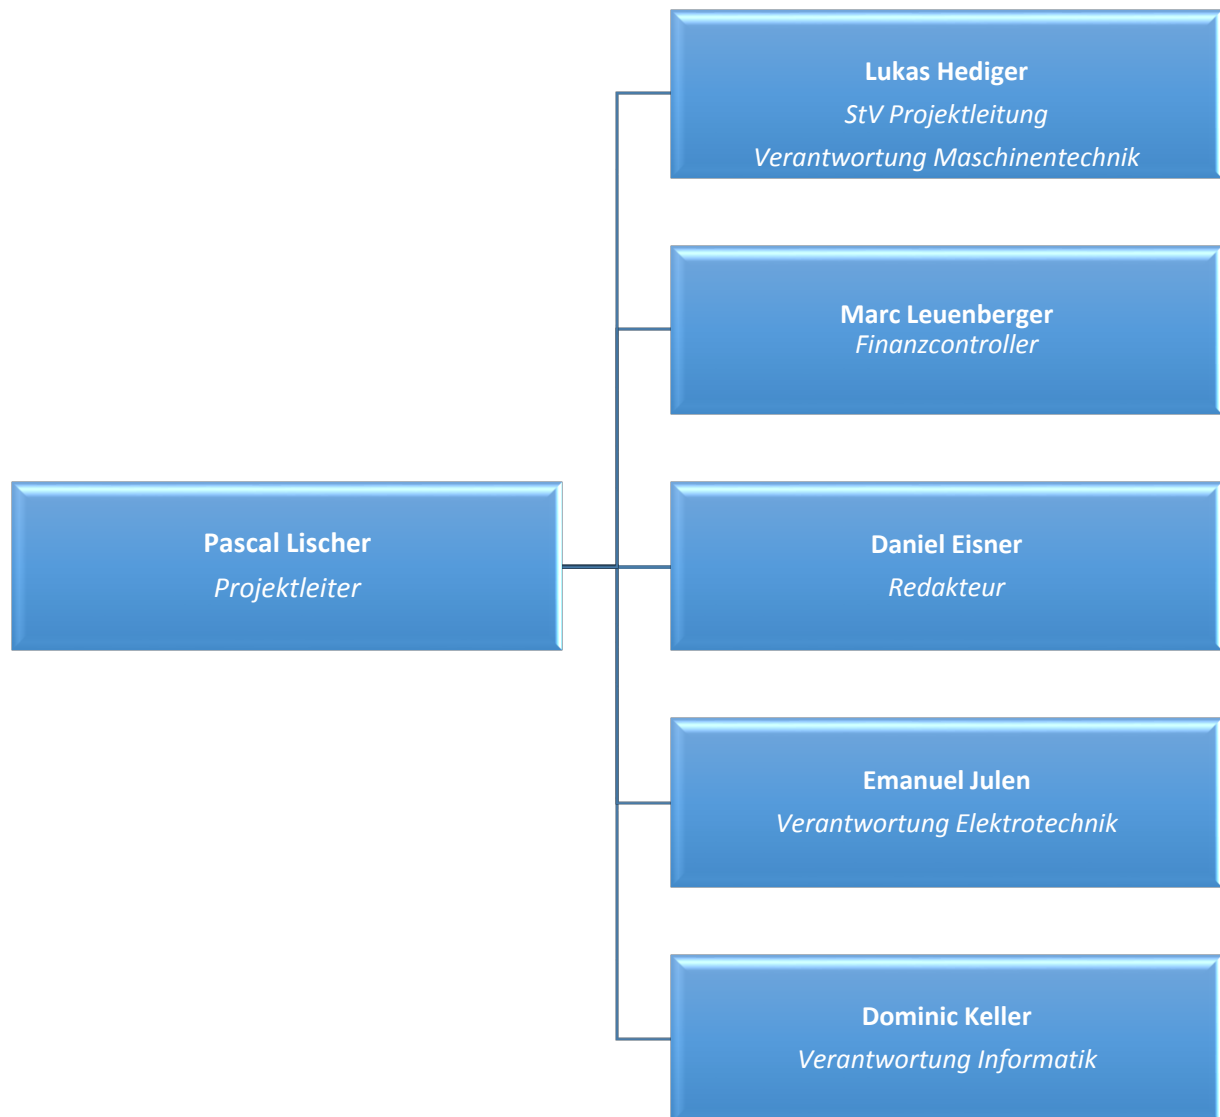 Lukas Hediger
StV Projektleitung
Verantwortung Maschinentechnik
Marc Leuenberger
Finanzcontroller
Pascal Lischer
Projektleiter
Daniel Eisner
Redakteur
Emanuel Julen
Verantwortung Elektrotechnik
Dominic Keller
Verantwortung Informatik